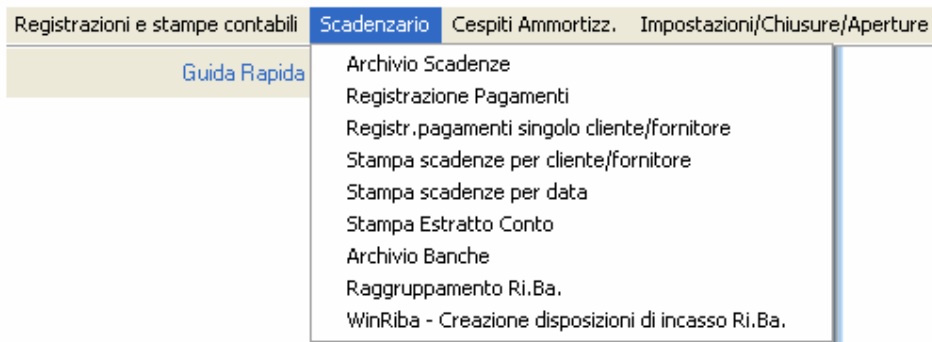 Registrazioni e stampe contabili Scadenzario Cespiti Ammortizz. Impostazioni/Chiusure/Aperture
Guida Rapida
Archivio Scadenze
Registrazione Pagamenti
Registr.pagamenti singolo cliente/fornitore
Stampa scadenze per cliente/fornitore
Stampa scadenze per data
Stampa Estratto Conto
Archivio Banche
Raggruppamento Ri.Ba.
WinRiba - Creazione disposizioni di incasso Ri.Ba.